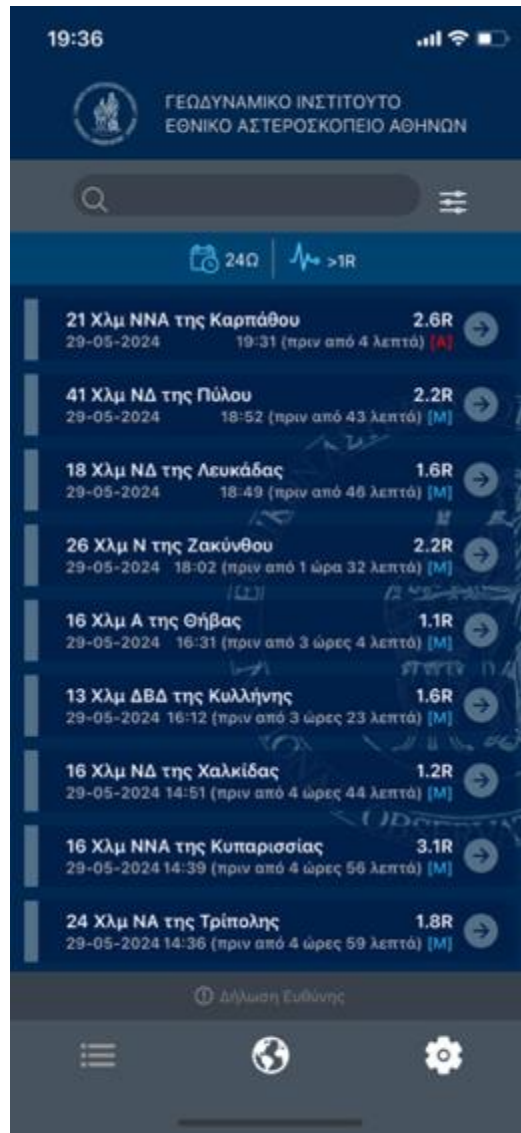 19:36
ΓΕΩΔΥΝΑΜΙΚΟ ΙΝΣΤΙΤΟΥΤΟ
ΕΘΝΙΚΟ ΑΣΤΕΡΟΣΚΟΠΕΙΟ ΑΘΗΝΩΝ
24Ω >1R
21 Χλμ ΝΝΑ της Καρπάθου 2.6R
29-05-2024 19:31 (πριν από 4 λεπτά) [A]
41 Χλμ ΝΔ της Πύλου 2.2R
29-05-2024 18:52 (πριν από 43 λεπτά) [M]
18 Χλμ ΝΔ της Λευκάδας 1.6R
29-05-2024 18:49 (πριν από 46 λεπτά) [M]
26 Χλμ Ν της Ζακύνθου 2.2R
29-05-2024 18:02 (πριν από 1 ώρα 32 λεπτά) [M]
16 Χλμ Α της Θήβας 1.1R
29-05-2024 16:31 (πριν από 3 ώρες 4 λεπτά) [M]
13 Χλμ ΔΒΔ της Κυλλήνης 1.6R
29-05-2024 16:12 (πριν από 3 ώρες 23 λεπτά) [M]
16 Χλμ ΝΔ της Χαλκίδας 1.2R
29-05-2024 14:51 (πριν από 4 ώρες 44 λεπτά) [M]
16 Χλμ ΝΝΑ της Κυπαρισσίας 3.1R
29-05-2024 14:39 (πριν από 4 ώρες 56 λεπτά) [M]
24 Χλμ ΝΑ της Τρίπολης 1.8R
29-05-2024 14:36 (πριν από 4 ώρες 59 λεπτά) [M]
Δήλωση Ευθύνης